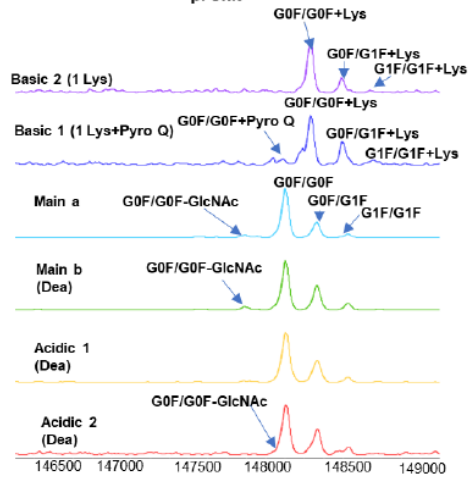 G0F/G0F+Lys
G0F/G1F+Lys
G1F/G1F+Lys
Basic 2 (1 Lys)
G0F/G0F+Lys
G0F/G0F+Pyro Q
Basic 1 (1 Lys+Pyro Q)
G0F/G1F+Lys
G1F/G1F+Lys
G0F/G0F
Main a
G0F/G0F-GlcNAc
G0F/G1F
G1F/G1F
Main b
(Dea)
G0F/G0F-GlcNAc
Acidic 1
(Dea)
G0F/G0F-GlcNAc
Acidic 2
(Dea)
146500 147000 147500 148000 148500 149000